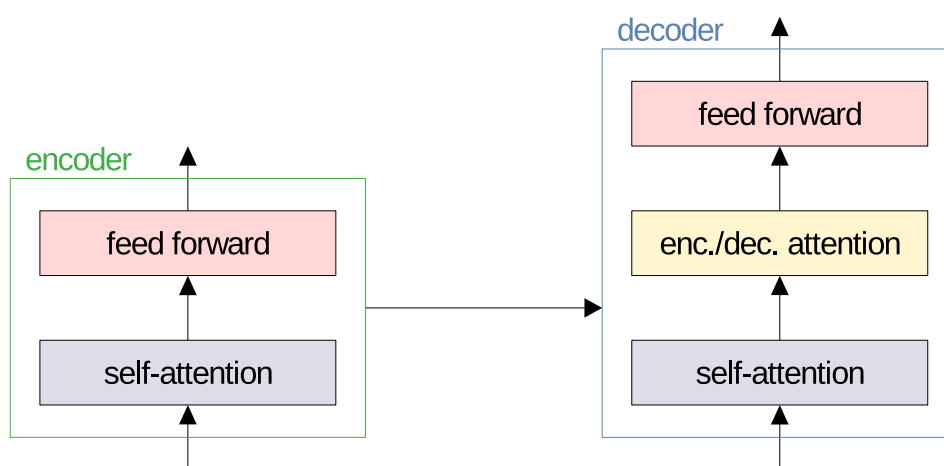 encoder
feed forward
self-attention
decoder
feed forward
enc./dec. attention
self-attention